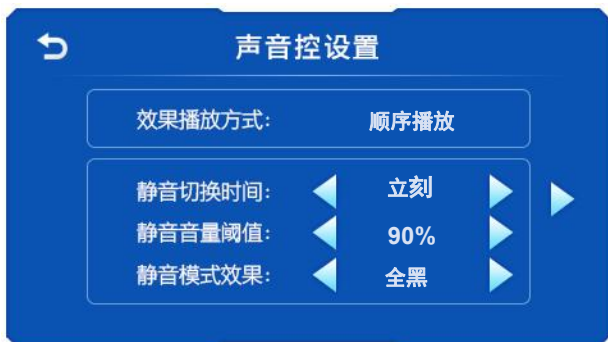 声音控设置
效果播放方式: 顺序播放
静音切换时间: 立刻
静音音量阈值: 90%
静音模式效果: 全黑